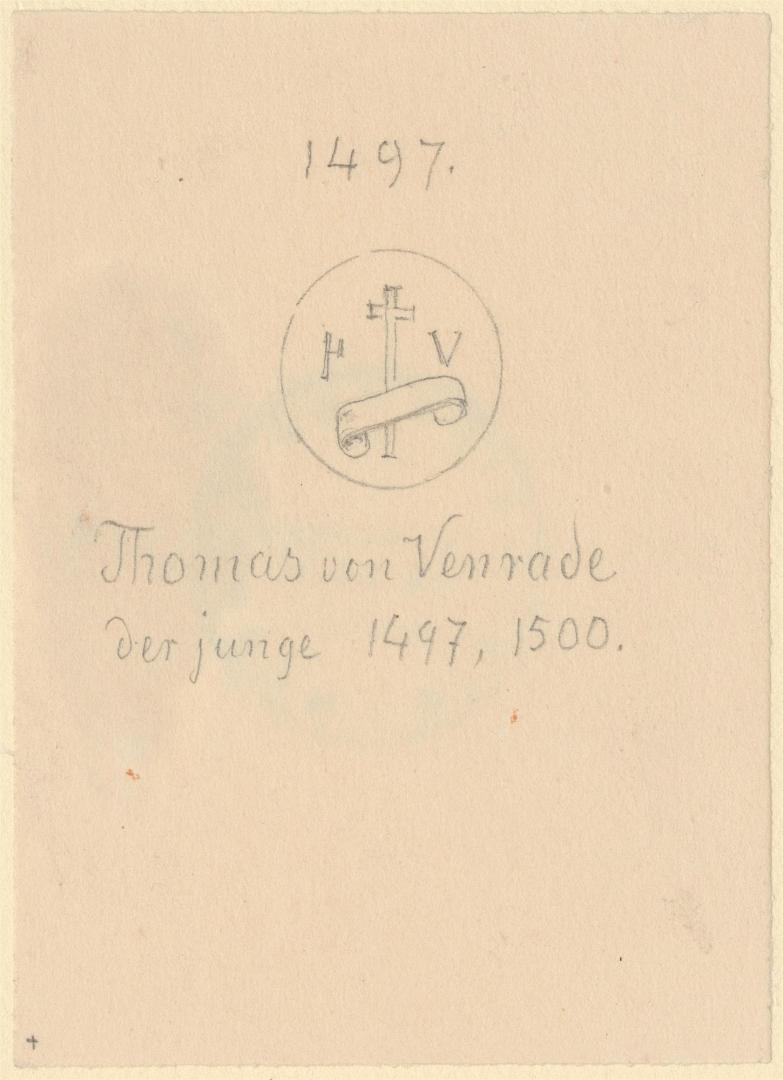 1497.
V
Thomas von Venrade
der junge 1497, 1500.